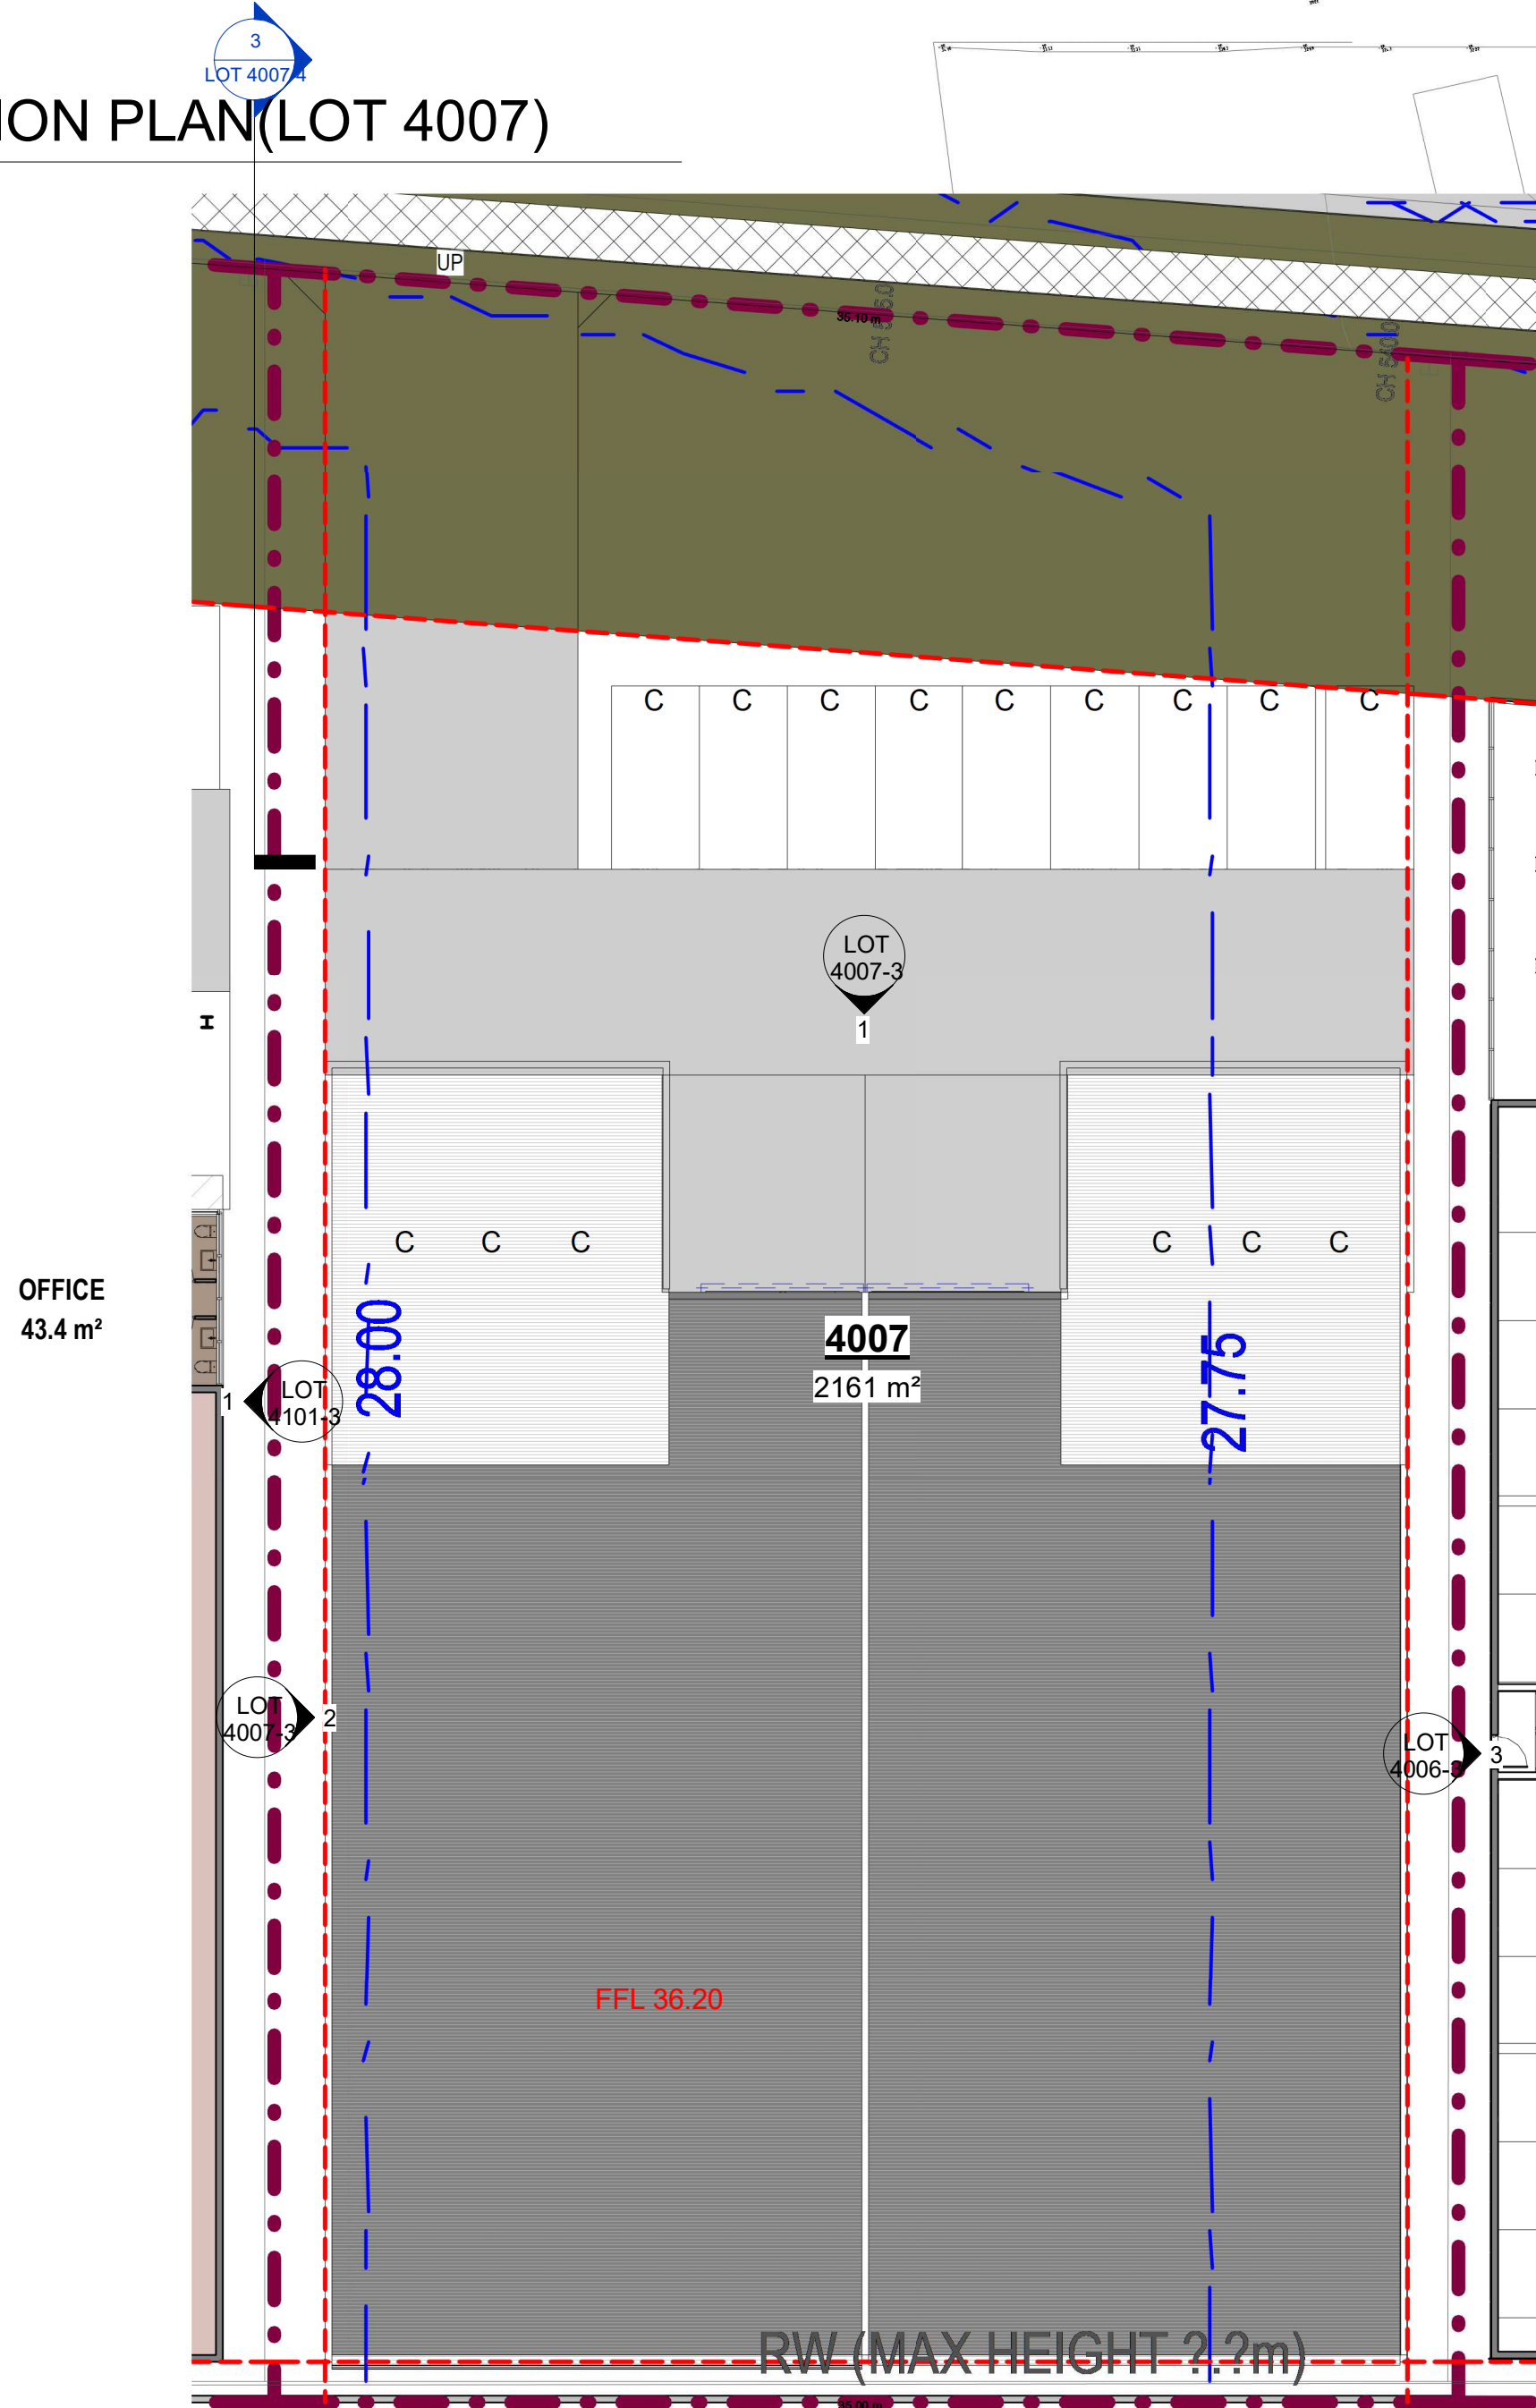 3
LOT 4007-4
ION PLAN(LOT 4007)
UP
35.10 m
C C C C C C C C C
LOT
4007-3
1
C C C
C C C
OFFICE
43.4 m²
28.00
4007
2161 m²
27.75
1
LOT
4101-3
LOT
4007-3
2
LOT
4006-3
3
FFL 36.20
RW (MAX HEIGHT ?.?m)
35.00 m